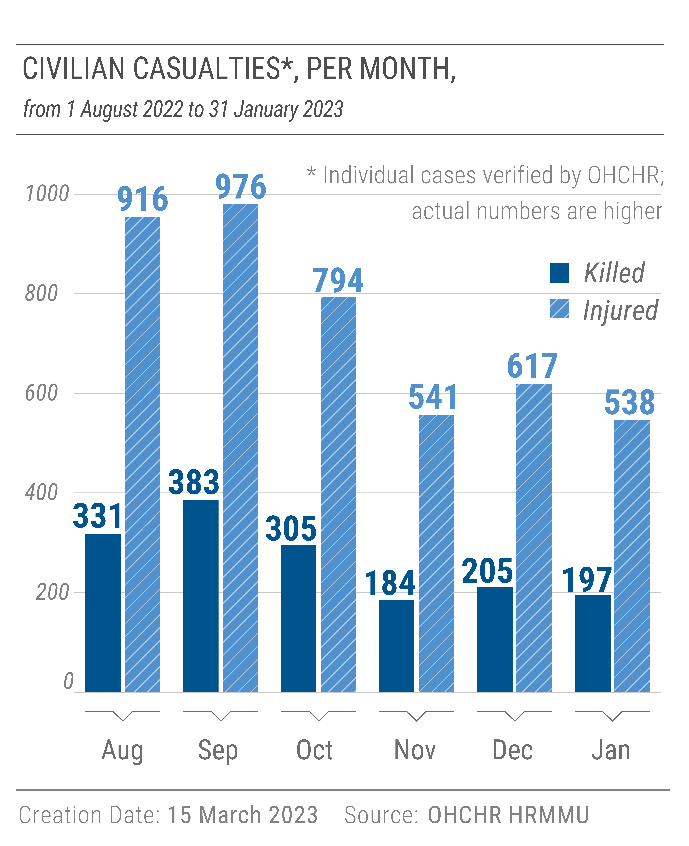 CIVILIAN CASUALTIES*, PER MONTH,
from 1 August 2022 to 31 January 2023
* Individual cases verified by OHCHR;
actual numbers are higher
Killed
Injured
1000
800
600
400
200
0
331
916
383
976
305
794
184
541
205
617
197
538
Aug
Sep
Oct
Nov
Dec
Jan
Creation Date: 15 March 2023 Source: OHCHR HRMMU